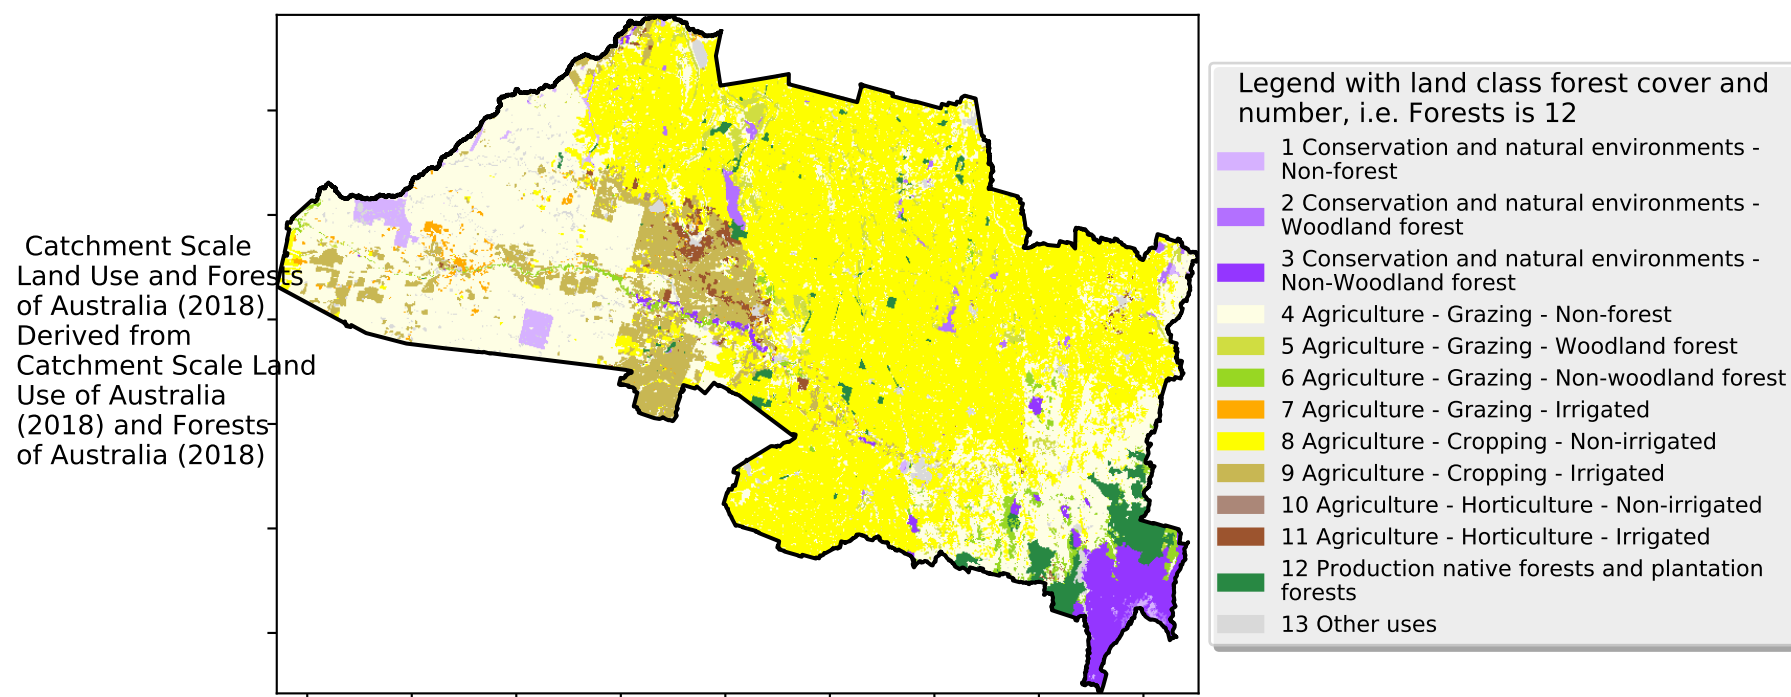 Catchment Scale
Land Use and Forests
of Australia (2018)
Derived from
Catchment Scale Land
Use of Australia
(2018) and Forests
of Australia (2018)
Legend with land class forest cover and
number, i.e. Forests is 12
1 Conservation and natural environments -
Non-forest
2 Conservation and natural environments -
Woodland forest
3 Conservation and natural environments -
Non-Woodland forest
4 Agriculture - Grazing - Non-forest
5 Agriculture - Grazing - Woodland forest
6 Agriculture - Grazing - Non-woodland forest
7 Agriculture - Grazing - Irrigated
8 Agriculture - Cropping - Non-irrigated
9 Agriculture - Cropping - Irrigated
10 Agriculture - Horticulture - Non-irrigated
11 Agriculture - Horticulture - Irrigated
12 Production native forests and plantation
forests
13 Other uses